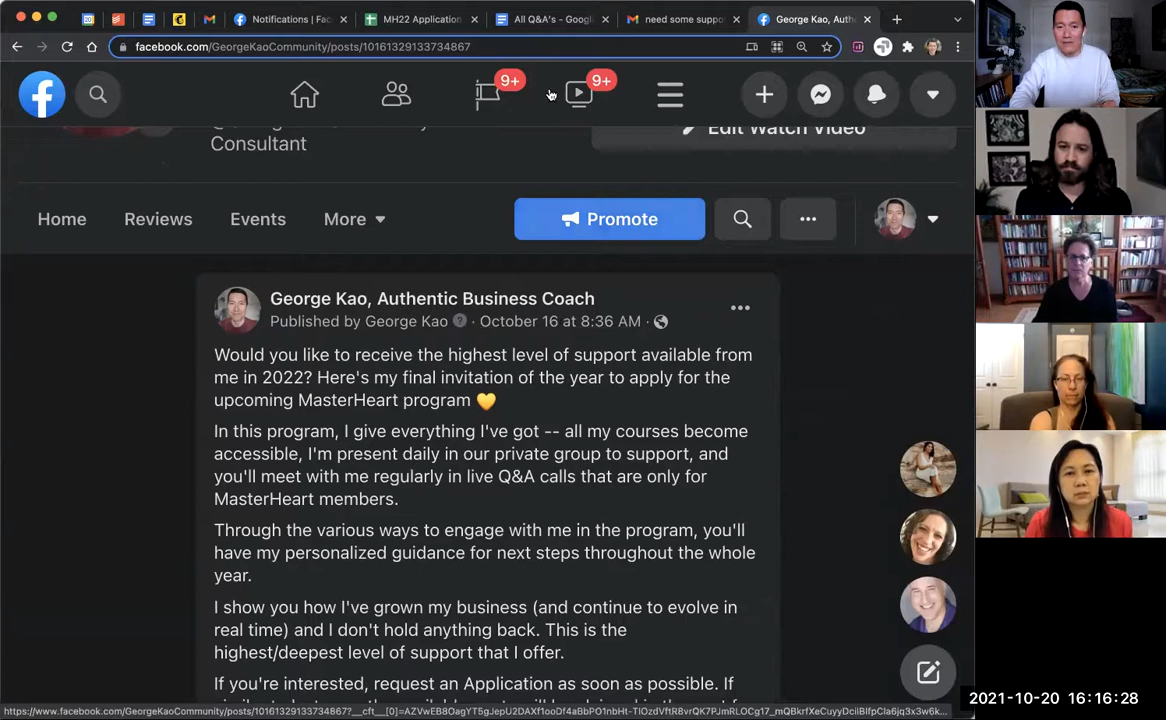 Notifications | Fac
MH22 Application
All Q&A's - Google
need some suppo
George Kao, Auth
facebook.com/GeorgeKaoCommunity/posts/10161329133734867
9+
9+
Consultant
Edit Watch Video
Home
Reviews
Events
More
Promote
George Kao, Authentic Business Coach
Published by George Kao · October 16 at 8:36 AM ·
Would you like to receive the highest level of support available from
me in 2022? Here's my final invitation of the year to apply for the
upcoming MasterHeart program 💛
In this program, I give everything I've got -- all my courses become
accessible, I'm present daily in our private group to support, and
you'll meet with me regularly in live Q&A calls that are only for
MasterHeart members.
Through the various ways to engage with me in the program, you'll
have my personalized guidance for next steps throughout the whole
year.
I show you how I've grown my business (and continue to evolve in
real time) and I don't hold anything back. This is the
highest/deepest level of support that I offer.
If you're interested, request an Application as soon as possible. If
2021-10-20 16:16:28